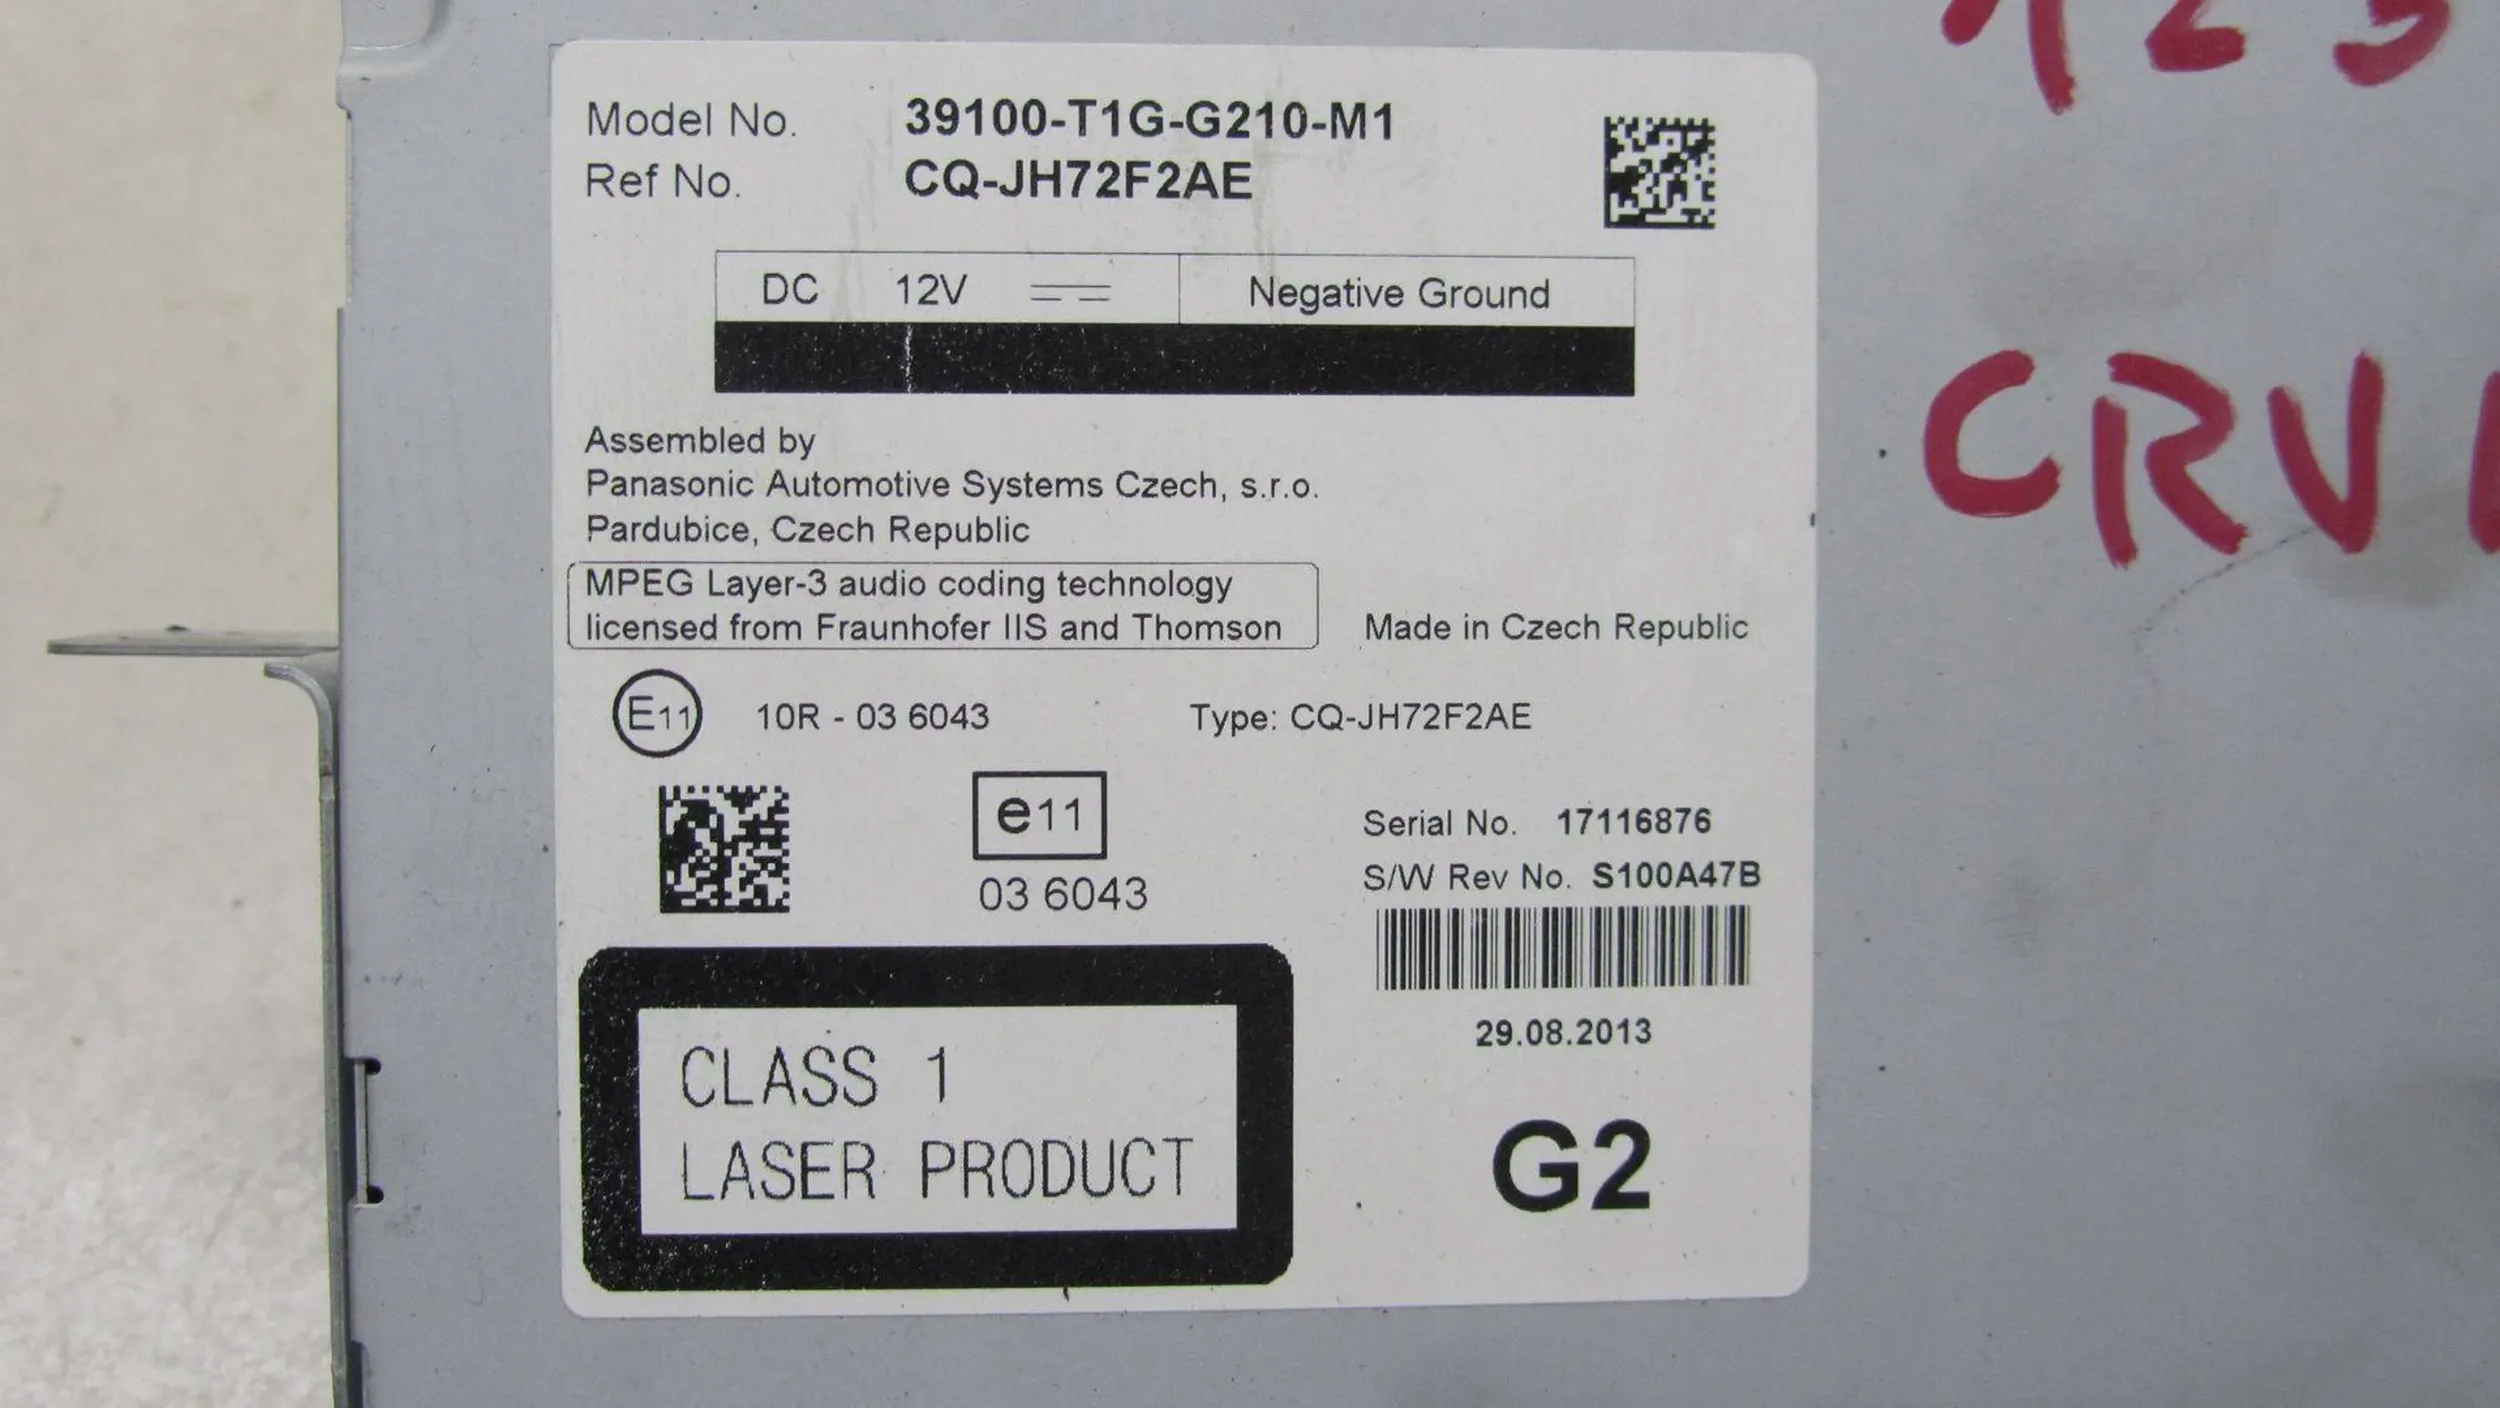 Model No. 39100-T1G-G210-M1
Ref No. CQ-JH72F2AE
DC 12V Negative Ground
Assembled by
Panasonic Automotive Systems Czech, s.r.o.
Pardubice, Czech Republic
MPEG Layer-3 audio coding technology
licensed from Fraunhofer IIS and Thomson
Made in Czech Republic
E11 10R - 03 6043 Type: CQ-JH72F2AE
e11
03 6043
Serial No. 17116876
S/W Rev No. S100A47B
29.08.2013
G2
CLASS 1
LASER PRODUCT
CRV